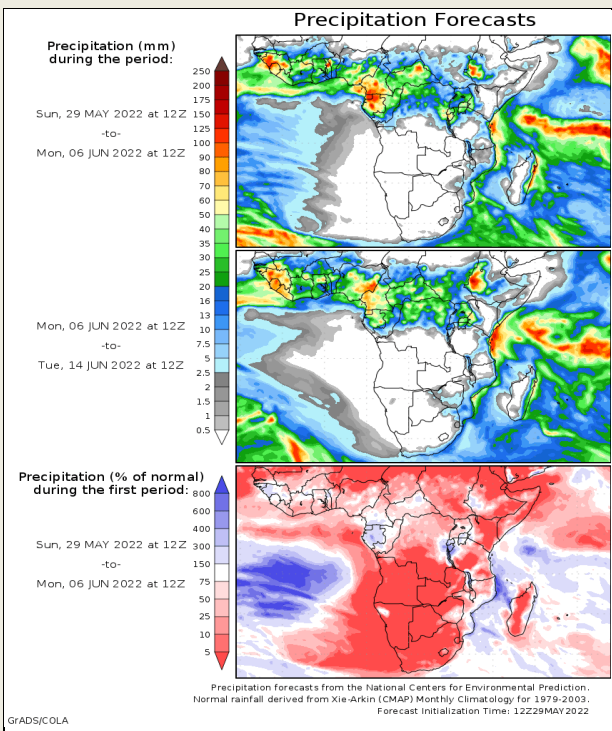 Precipitation Forecasts
Precipitation (mm)
during the period:
Sun, 29 MAY 2022 at 12Z
-to-
Mon, 06 JUN 2022 at 12Z
250
200
175
150
125
100
90
80
70
60
50
40
35
30
25
20
16
13
10
7.5
5
2.5
2
1.5
1
0.5
Mon, 06 JUN 2022 at 12Z
-to-
Tue, 14 JUN 2022 at 12Z
Precipitation (% of normal)
during the first period:
Sun, 29 MAY 2022 at 12Z
-to-
Mon, 06 JUN 2022 at 12Z
800
600
400
300
150
75
50
25
10
5
Precipitation forecasts from the National Centers for Environmental Prediction.
Normal rainfall derived from Xie-Arkin (CMAP) Monthly Climatology for 1979-2003.
Forecast Initialization Time: 12Z29MAY2022
GrADS/COLA